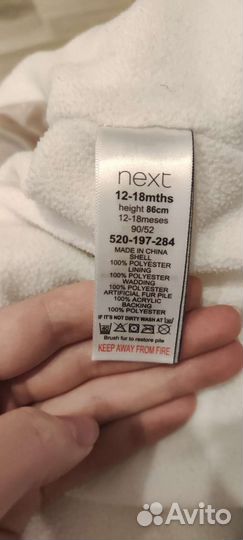 next
12-18mths
height 86cm
12-18meses
90/52
520-197-284
MADE IN CHINA
SHELL
100% POLYESTER
LINING
100% POLYESTER
WADDING
100% POLYESTER
ARTIFICIAL FUR PILE
100% ACRYLIC
BACKING
100% POLYESTER
IF IT'S NOT DIRTY WASH AT
Brush fur to restore pile
KEEP AWAY FROM FIRE
Avito